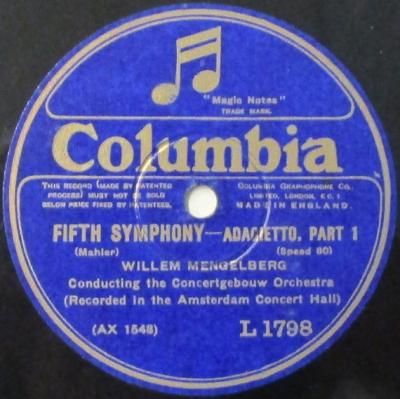 "Magic Notes"
TRADE MARK.
Columbia
THIS RECORD (MADE BY PATENTED
PROCESS) MUST NOT BE SOLD
BELOW PRICE FIXED BY PATENTEES.
COLUMBIA GRAPHOPHONE CO.,
LIMITED, LONDON, E.C.1
MADE IN ENGLAND
FIFTH SYMPHONY—ADAGIETTO, PART 1
(Mahler) (Speed 80)
WILLEM MENGELBERG
Conducting the Concertgebouw Orchestra
(Recorded in the Amsterdam Concert Hall)
(AX 1548) L 1798